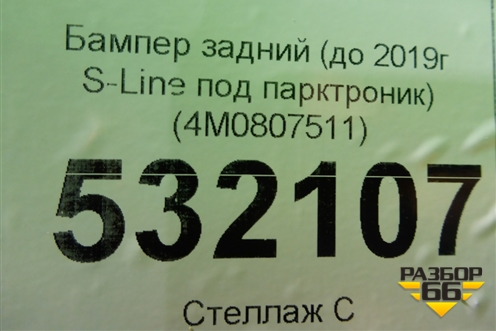 Бампер задний (до 2019г
S-Line под парктроник)
(4M0807511)
532107
Стеллаж С
РАЗБОР
66